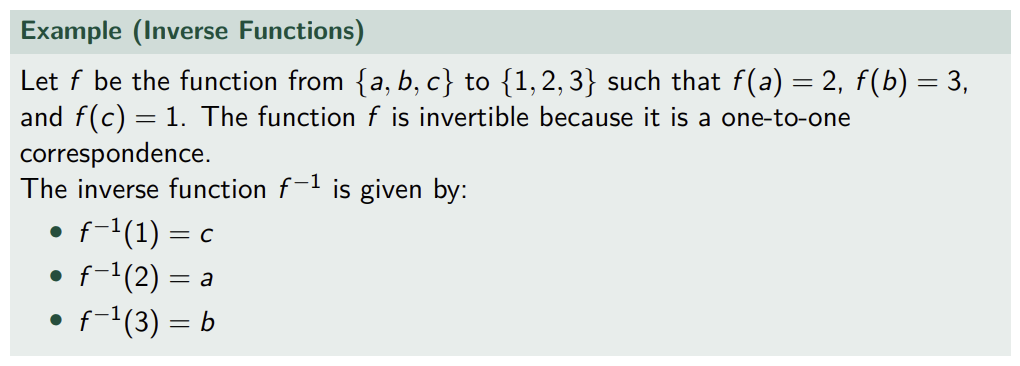 Example (Inverse Functions)
Let f be the function from {a, b, c} to {1, 2, 3} such that f(a) = 2, f(b) = 3,
and f(c) = 1. The function f is invertible because it is a one-to-one
correspondence.
The inverse function f⁻¹ is given by:
• f⁻¹(1) = c
• f⁻¹(2) = a
• f⁻¹(3) = b